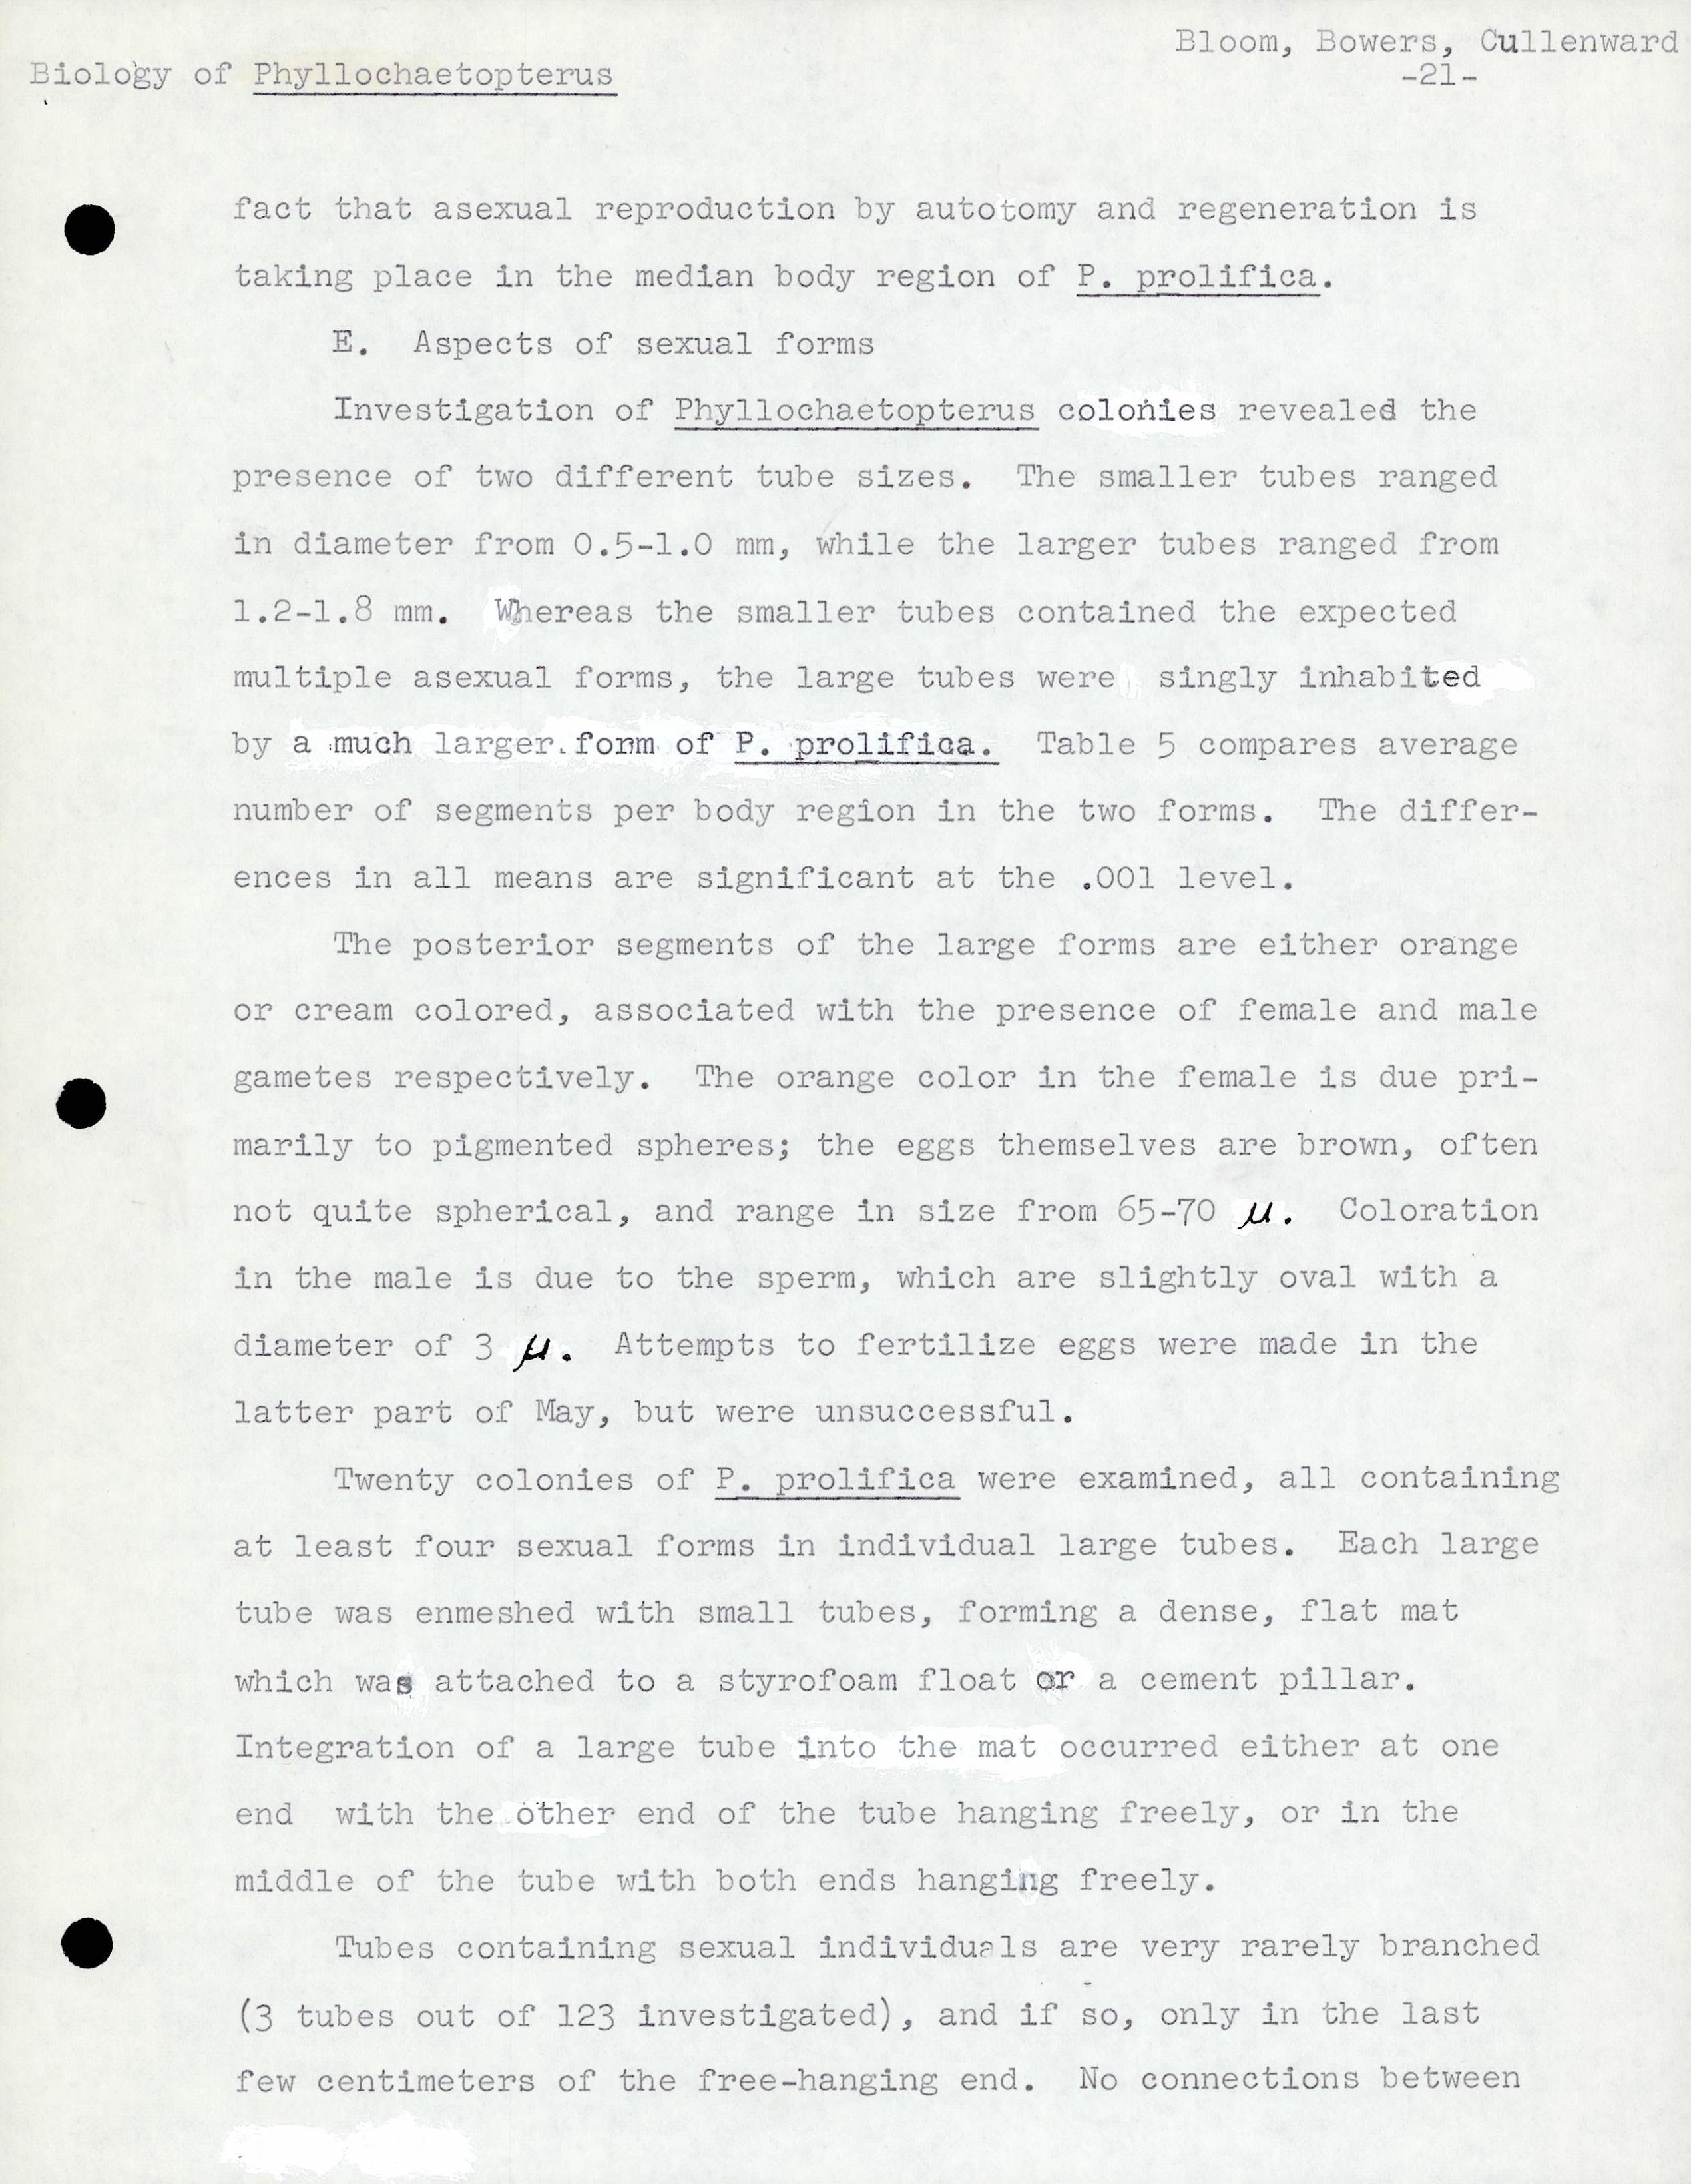 Bloom, Bowers, Cullenward
Biology of Phyllochaetopterus
-21-
fact that asexual reproduction by autotomy and regeneration is
taking place in the median body region of P. prolifica.
E. Aspects of sexual forms
Investigation of Phyllochaetopterus colonies revealed the
presence of two different tube sizes. The smaller tubes ranged
in diameter from 0.5-1.0 mm, while the larger tubes ranged from
1.2-1.8 mm. Whereas the smaller tubes contained the expected
multiple asexual forms, the large tubes were singly inhabited
by a much larger form of P. prolifica. Table 5 compares average
number of segments per body region in the two forms. The differ-
ences in all means are significant at the .001 level.
The posterior segments of the large forms are either orange
or cream colored, associated with the presence of female and male
gametes respectively. The orange color in the female is due pri-
marily to pigmented spheres; the eggs themselves are brown, often
not quite spherical, and range in size from 65-70 μ. Coloration
in the male is due to the sperm, which are slightly oval with a
diameter of 3 μ. Attempts to fertilize eggs were made in the
latter part of May, but were unsuccessful.
Twenty colonies of P. prolifica were examined, all containing
at least four sexual forms in individual large tubes. Each large
tube was enmeshed with small tubes, forming a dense, flat mat
which was attached to a styrofoam float or a cement pillar.
Integration of a large tube into the mat occurred either at one
end with the other end of the tube hanging freely, or in the
middle of the tube with both ends hanging freely.
Tubes containing sexual individuals are very rarely branched
(3 tubes out of 123 investigated), and if so, only in the last
few centimeters of the free-hanging end. No connections between